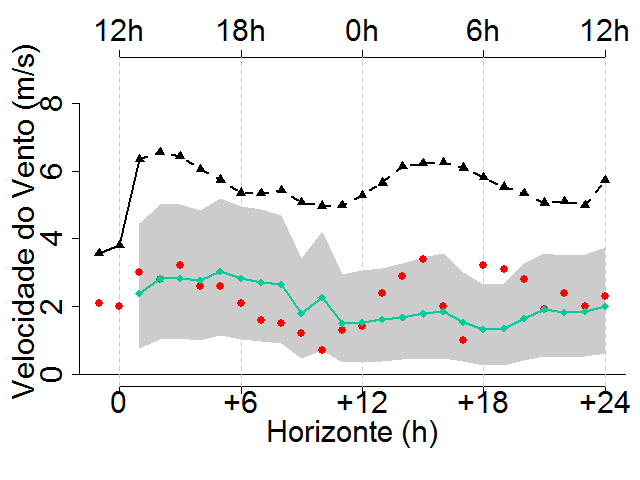 12h 18h 0h 6h 12h
Velocidade do Vento (m/s)
8
6
4
2
0
0 +6 +12 +18 +24
Horizonte (h)